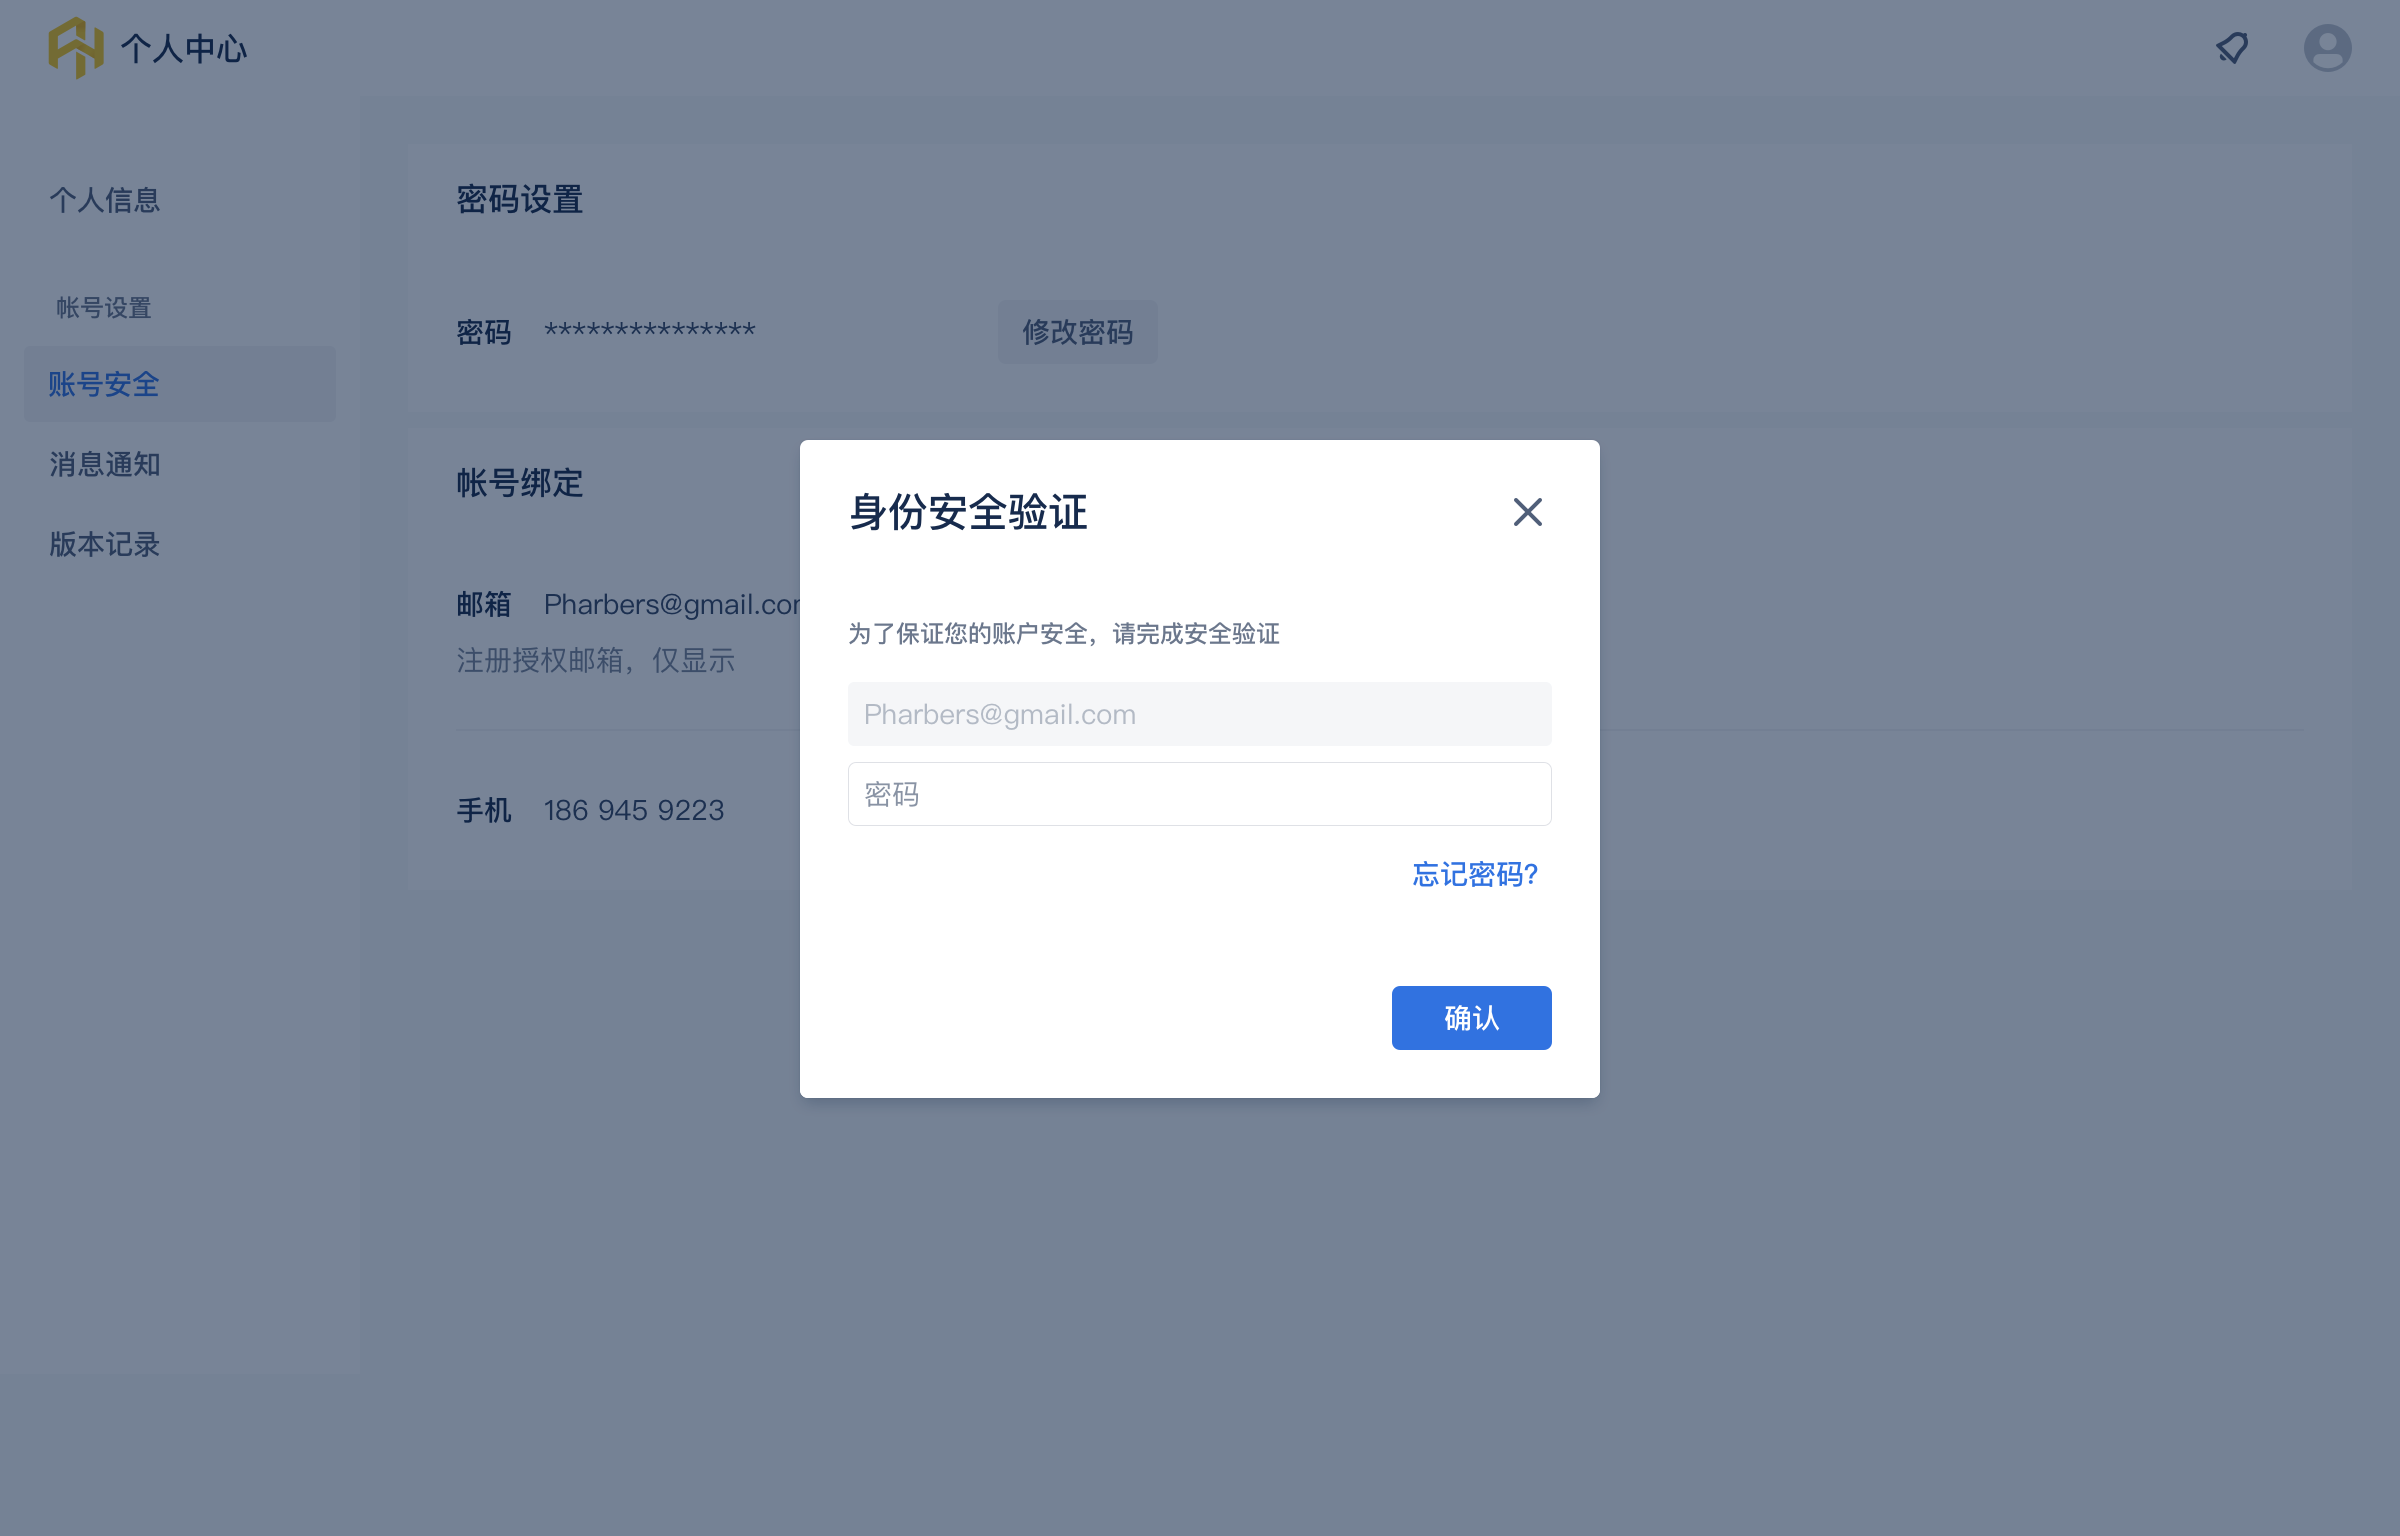 个人中心
个人信息
帐号设置
账号安全
消息通知
版本记录
密码设置
密码 ***************
修改密码
帐号绑定
邮箱 Pharbers@gmail.com
注册授权邮箱，仅显示
手机 186 945 9223
身份安全验证
为了保证您的账户安全，请完成安全验证
Pharbers@gmail.com
密码
忘记密码?
确认